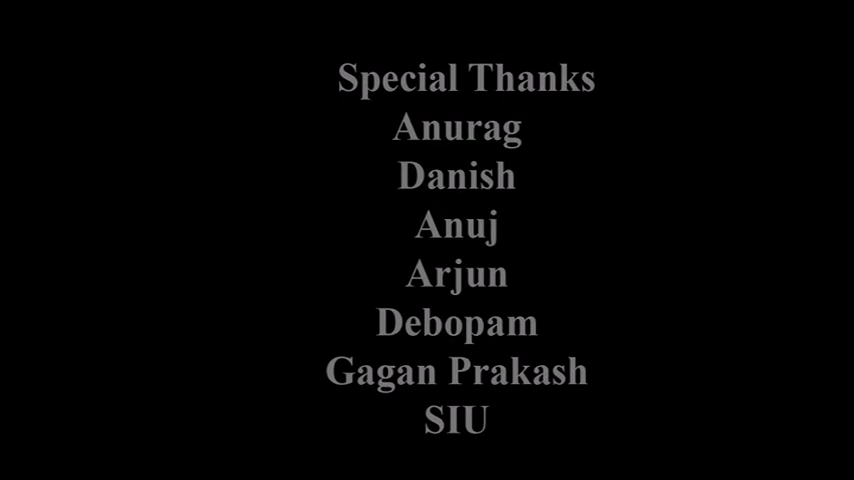 Special Thanks
Anurag
Danish
Anuj
Arjun
Debopam
Gagan Prakash
SIU